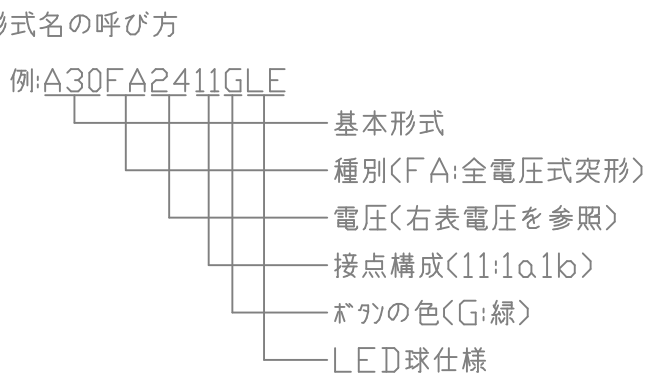 形式名の呼び方
例:A30FA2411GLE
基本形式
種別(FA:全電圧式突形)
電圧(右表電圧を参照)
接点構成(11:1a1b)
ボタンの色(G:緑)
LED球仕様